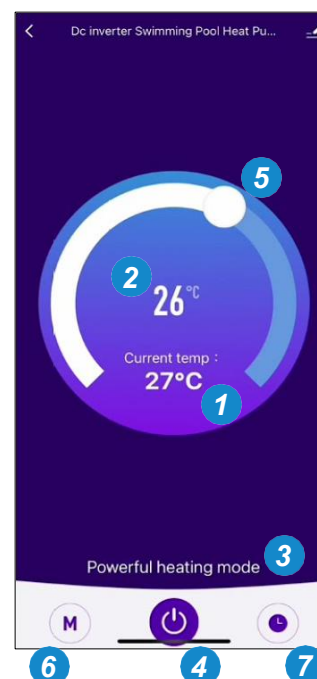 Dc inverter Swimming Pool Heat Pu...
5
2
26°C
Current temp :
27°C
1
Powerful heating mode
3
M
6
4
7